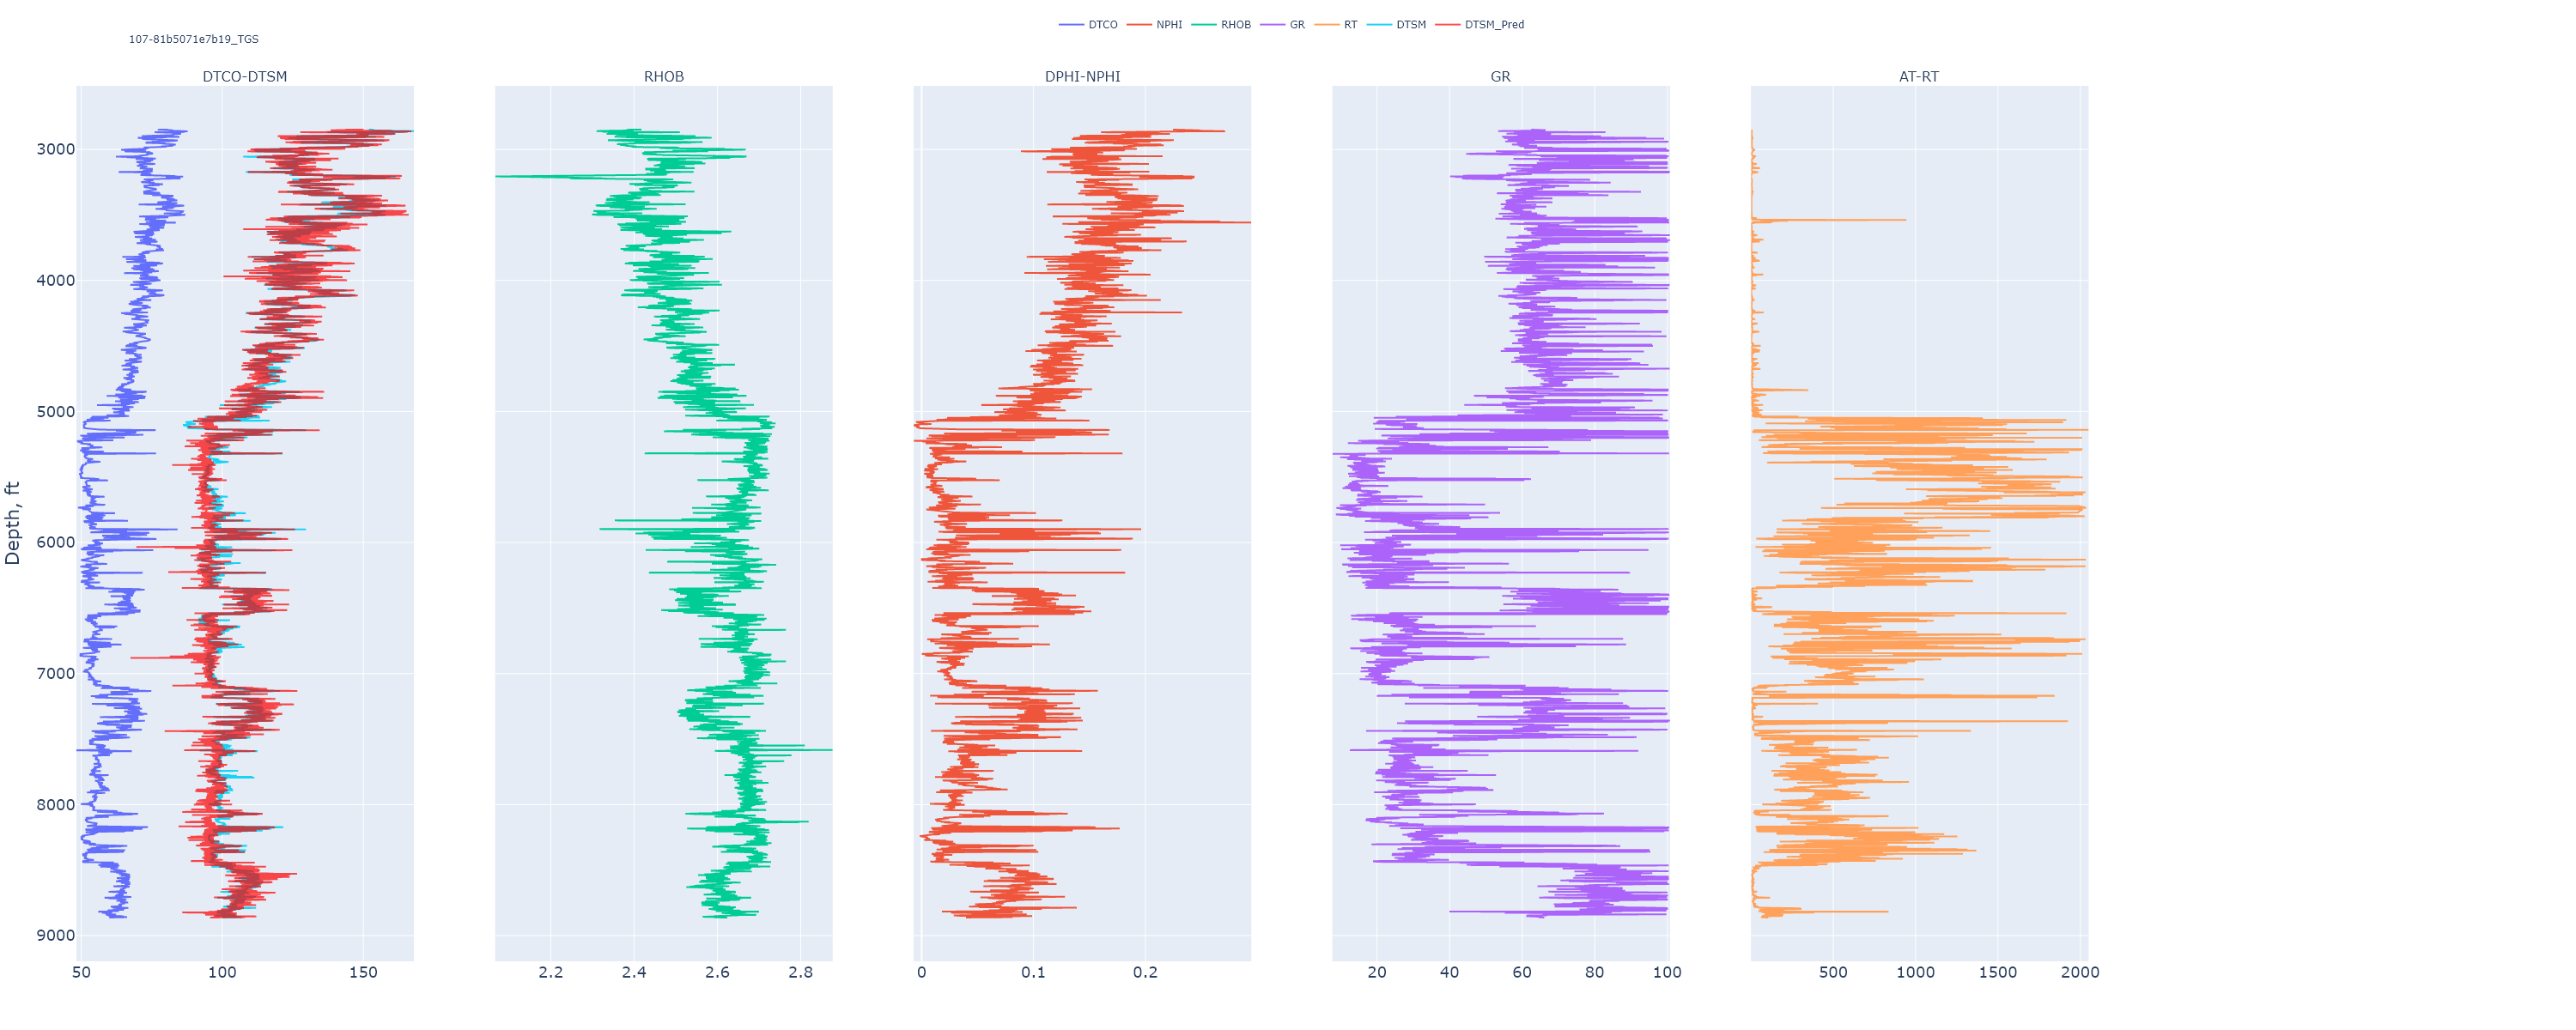 DTCO NPHI RHOB GR RT DTSM DTSM_Pred
107-81b5071e7b19_TGS
DTCO-DTSM RHOB DPHI-NPHI GR AT-RT
3000
4000
5000
Depth, ft
6000
7000
8000
9000
50 100 150 2.2 2.4 2.6 2.8 0 0.1 0.2 20 40 60 80 100 500 1000 1500 2000